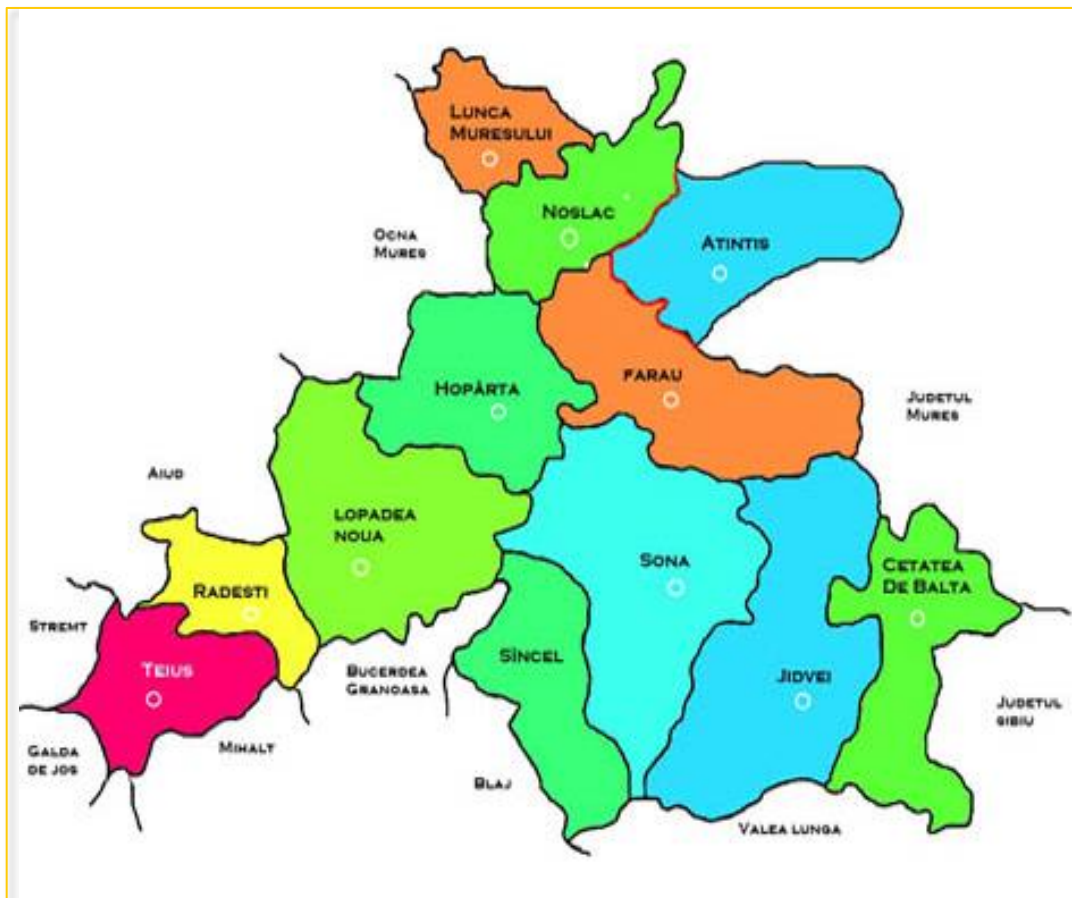 LUNCA
MURESULUI
NOSLAC
OCNA
MURES
ATINTIS
HOPÂRTA
FARAU
JUDETUL
MURES
AIUD
LOPADEA
NOUA
SONA
CETATEA
DE BALTA
RADESTI
STREMT
TEIUS
BUCERDEA
GRANOASA
SÎNCEL
JIDVEI
JUDETUL
SIBIU
GALDA
DE JOS
MIHALT
BLAJ
VALEA LUNGA